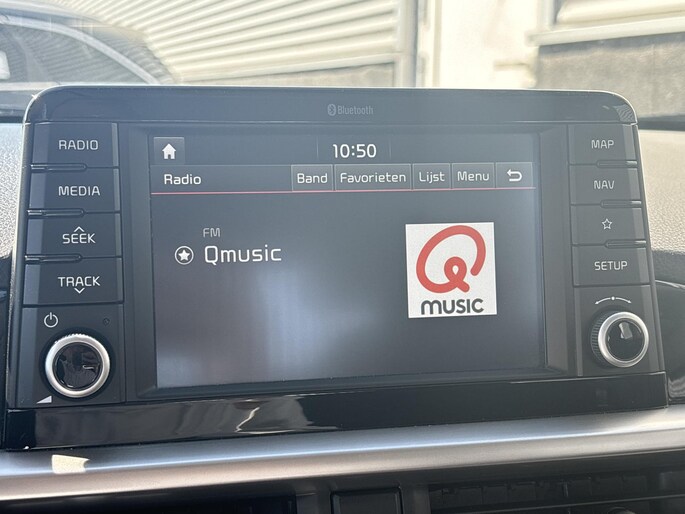 Bluetooth
RADIO
MEDIA
SEEK
TRACK
10:50
Radio
Band
Favorieten
Lijst
Menu
FM
Qmusic
Q
MUSIC
MAP
NAV
SETUP